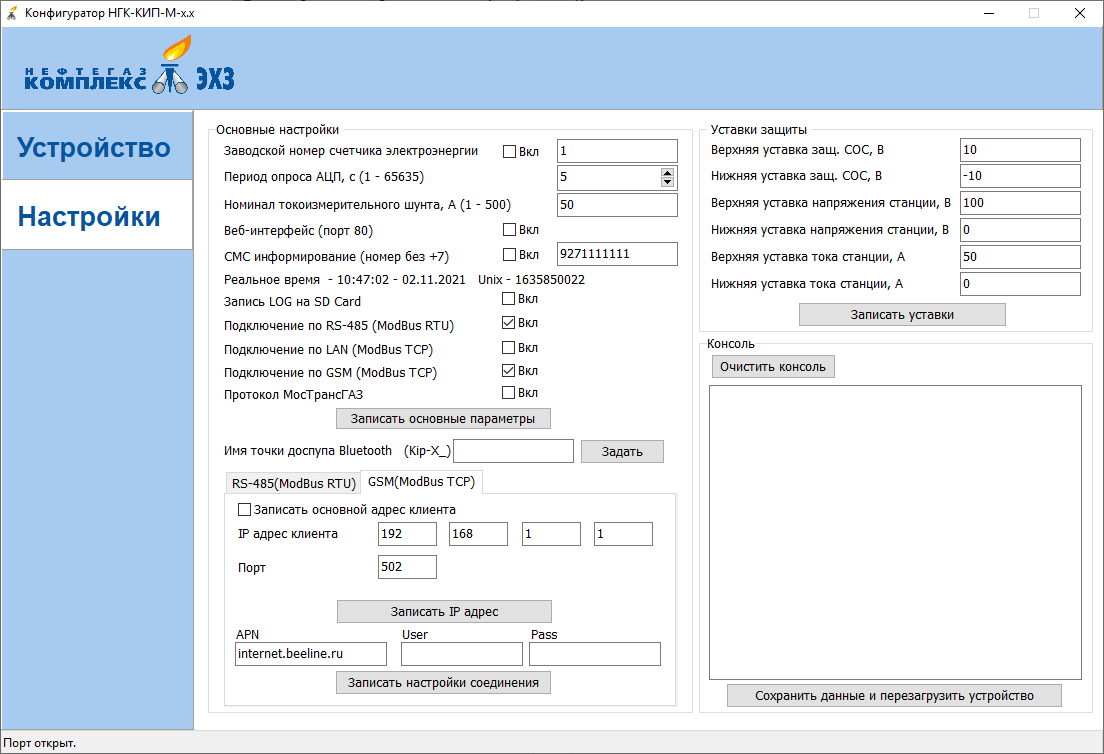 Конфигуратор НГК-КИП-М-x.x
НЕФТЕГАЗ
КОМПЛЕКС ЭХЗ
Устройство
Настройки
Основные настройки
Заводской номер счетчика электроэнергии Вкл 1
Период опроса АЦП, с (1 - 65635) 5
Номинал токоизмерительного шунта, А (1 - 500) 50
Веб-интерфейс (порт 80) Вкл
СМС информирование (номер без +7) Вкл 9271111111
Реальное время - 10:47:02 - 02.11.2021 Unix - 1635850022
Запись LOG на SD Card Вкл
Подключение по RS-485 (ModBus RTU) Вкл
Подключение по LAN (ModBus TCP) Вкл
Подключение по GSM (ModBus TCP) Вкл
Протокол МосТрансГАЗ Вкл
Записать основные параметры
Имя точки доспупа Bluetooth (Kip-X_) Задать
RS-485(ModBus RTU) GSM(ModBus TCP)
Записать основной адрес клиента
IP адрес клиента 192 168 1 1
Порт 502
Записать IP адрес
APN User Pass
internet.beeline.ru
Записать настройки соединения
Уставки защиты
Верхняя уставка защ. СОС, В 10
Нижняя уставка защ. СОС, В -10
Верхняя уставка напряжения станции, В 100
Нижняя уставка напряжения станции, В 0
Верхняя уставка тока станции, А 50
Нижняя уставка тока станции, А 0
Записать уставки
Консоль
Очистить консоль
Сохранить данные и перезагрузить устройство
Порт открыт.